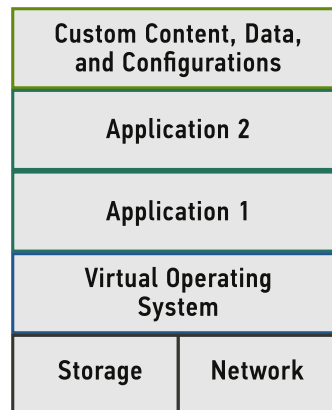 Custom Content, Data,
and Configurations
Application 2
Application 1
Virtual Operating
System
Storage
Network